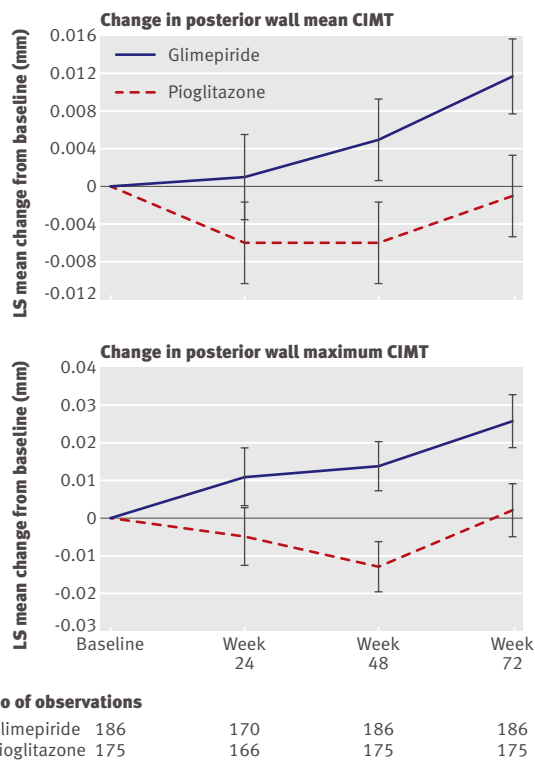 Change in posterior wall mean CIMT
LS mean change from baseline (mm)
0.016
0.012
0.008
0.004
0
-0.004
-0.008
-0.012
Glimepiride
Pioglitazone
Change in posterior wall maximum CIMT
LS mean change from baseline (mm)
0.04
0.03
0.02
0.01
0
-0.01
-0.02
-0.03
Baseline Week 24 Week 48 Week 72
o of observations
limepiride 186 170 186 186
ioglitazone 175 166 175 175